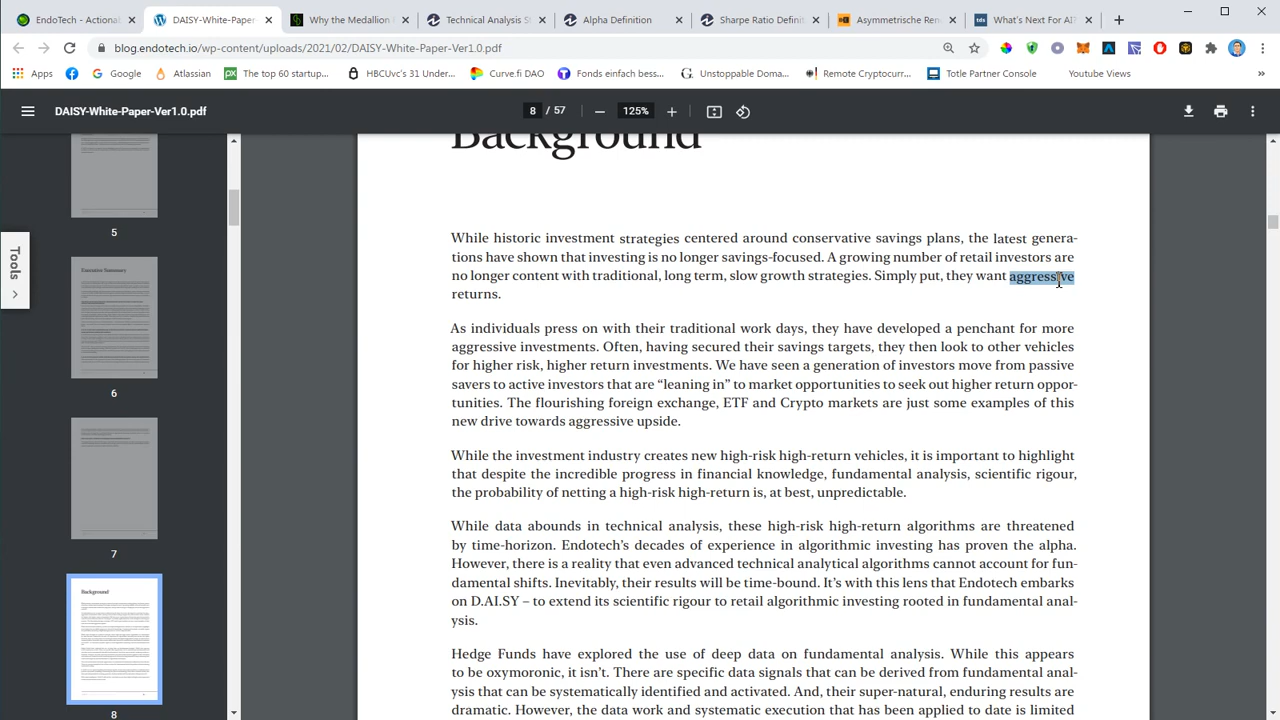 EndoTech - Actional
DAISY-White-Paper-
Why the Medallion
Technical Analysis S
Alpha Definition
Sharpe Ratio Definit
Asymmetrische Ren
What's Next For AI?
blog.endotech.io/wp-content/uploads/2021/02/DAISY-White-Paper-Ver1.0.pdf
Apps
Google
Atlassian
The top 60 startup...
HBCUvc's 31 Under...
Curve.fi DAO
Fonds einfach bess...
Unstoppable Doma...
Remote Cryptocurr...
Totle Partner Console
Youtube Views
DAISY-White-Paper-Ver1.0.pdf
8 / 57
125%
Tools
5
6
7
8
Background
While historic investment strategies centered around conservative savings plans, the latest genera-
tions have shown that investing is no longer savings-focused. A growing number of retail investors are
no longer content with traditional, long term, slow growth strategies. Simply put, they want aggressive
returns.
As individuals press on with their traditional work days, they have developed a penchant for more
aggressive investments. Often, having secured their savings targets, they then look to other vehicles
for higher risk, higher return investments. We have seen a generation of investors move from passive
savers to active investors that are “leaning in” to market opportunities to seek out higher return oppor-
tunities. The flourishing foreign exchange, ETF and Crypto markets are just some examples of this
new drive towards aggressive upside.
While the investment industry creates new high-risk high-return vehicles, it is important to highlight
that despite the incredible progress in financial knowledge, fundamental analysis, scientific rigour,
the probability of netting a high-risk high-return is, at best, unpredictable.
While data abounds in technical analysis, these high-risk high-return algorithms are threatened
by time-horizon. Endotech’s decades of experience in algorithmic investing has proven the alpha.
However, there is a reality that even advanced technical analytical algorithms cannot account for fun-
damental shifts. Inevitably, their results will be time-bound. It’s with this lens that Endotech embarks
on D.AI.SY – to extend its scientific rigour to retail algorithmic investing rooted in fundamental anal-
ysis.
Hedge Funds have explored the use of deep data on fundamental analysis. While this appears
to be oxymoronic, it isn’t. There are specific data signals that can be derived from fundamental anal-
ysis that can be systematically identified and activated. And, their super-natural, enduring results are
dramatic. However, the data work and systematic execution that has been applied to date is limited